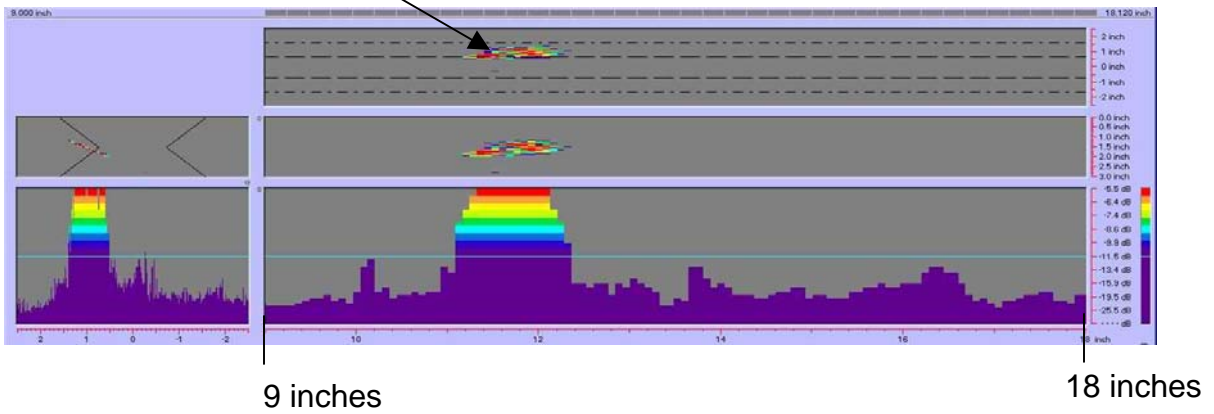 9.000 inch 18.120 inch
2 inch
1 inch
0 inch
-1 inch
-2 inch
0 0.0 inch
0.5 inch
1.0 inch
1.5 inch
2.0 inch
2.5 inch
3.0 inch
-5.5 dB
-6.4 dB
-7.4 dB
-8.6 dB
-9.9 dB
-11.5 dB
-13.4 dB
-15.9 dB
-19.5 dB
-25.5 dB
---- dB
2 1 0 -1 -2 10 12 14 16 18 inch
9 inches 18 inches